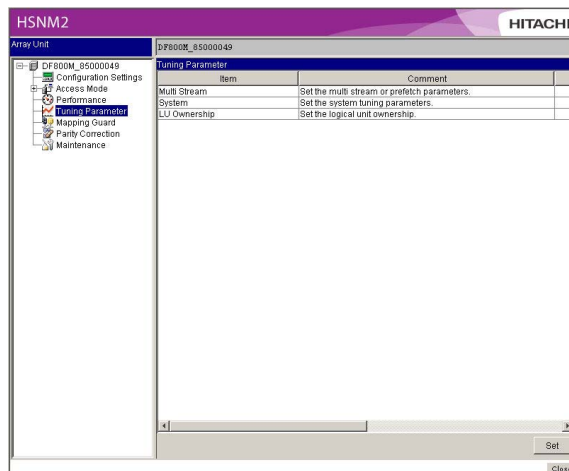 HSNM2
HITACHI
Array Unit
DF800M_85000049
DF800M_85000049
Configuration Settings
Access Mode
Performance
Tuning Parameter
Mapping Guard
Parity Correction
Maintenance
Tuning Parameter
Item Comment
Multi Stream Set the multi stream or prefetch parameters.
System Set the system tuning parameters.
LU Ownership Set the logical unit ownership.
Set
Close